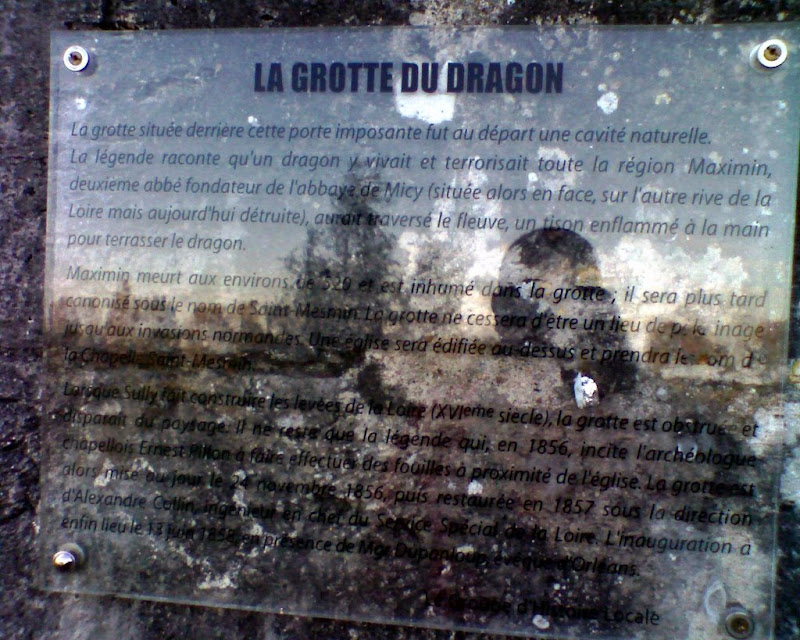 LA GROTTE DU DRAGON
La grotte située derrière cette porte imposante fut au départ une cavité naturelle.
La légende raconte qu'un dragon y vivait et terrorisait toute la région Maximin,
deuxième abbé fondateur de l'abbaye de Micy (située alors en face, sur l'autre rive de la
Loire mais aujourd'hui détruite), aurait traversé le fleuve, un tison enflammé à la main
pour terrasser le dragon.
Maximin meurt aux environs de 520 et est inhumé dans la grotte ; il sera plus tard
canonisé sous le nom de Saint-Mesmin. La grotte ne cessera d'être un lieu de pèlerinage
jusqu'aux invasions normandes. Une église sera édifiée au-dessus et prendra le nom de
la Chapelle Saint-Mesmin.
Lorsque Sully fait construire les levées de la Loire (XVIeme siecle), la grotte est obstruée et
disparait du paysage. Il ne reste que la légende qui, en 1856, incite l'archéologue
chapellois Ernest Pillon à faire effectuer des fouilles à proximité de l'église. La grotte est
alors mise au jour le 24 novembre 1856, puis restaurée en 1857 sous la direction
d'Alexandre Collin, ingénieur en chef du Service Spécial de la Loire. L'inauguration a
enfin lieu le 13 juin 1858, en présence de Mgr Dupanloup, évêque d'Orléans.
Le Groupe d'Histoire Locale